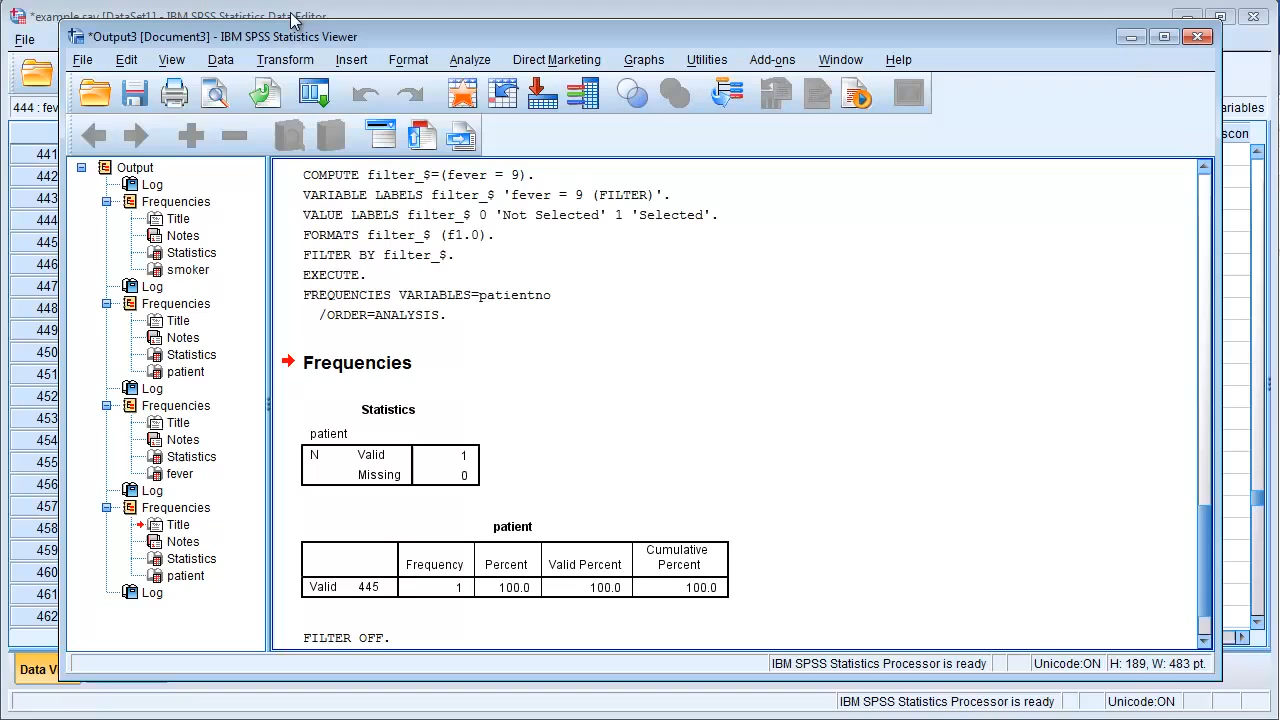 *example.sav [DataSet1] - IBM SPSS Statistics Data Editor
*Output3 [Document3] - IBM SPSS Statistics Viewer
File
File Edit View Data Transform Insert Format Analyze Direct Marketing Graphs Utilities Add-ons Window Help
444 : fev
ariables
scon
441
442
443
444
445
446
447
448
449
450
451
452
453
454
455
456
457
458
459
460
461
462
Output
Log
Frequencies
Title
Notes
Statistics
smoker
Log
Frequencies
Title
Notes
Statistics
patient
Log
Frequencies
Title
Notes
Statistics
fever
Log
Frequencies
Title
Notes
Statistics
patient
Log
COMPUTE filter_$=(fever = 9).
VARIABLE LABELS filter_$ 'fever = 9 (FILTER)'.
VALUE LABELS filter_$ 0 'Not Selected' 1 'Selected'.
FORMATS filter_$ (f1.0).
FILTER BY filter_$.
EXECUTE.
FREQUENCIES VARIABLES=patientno
/ORDER=ANALYSIS.
Frequencies
Statistics
patient
N Valid 1
Missing 0
patient
Frequency Percent Valid Percent Cumulative Percent
Valid 445 1 100.0 100.0 100.0
FILTER OFF.
IBM SPSS Statistics Processor is ready Unicode:ON H: 189, W: 483 pt.
Data V
IBM SPSS Statistics Processor is ready Unicode:ON